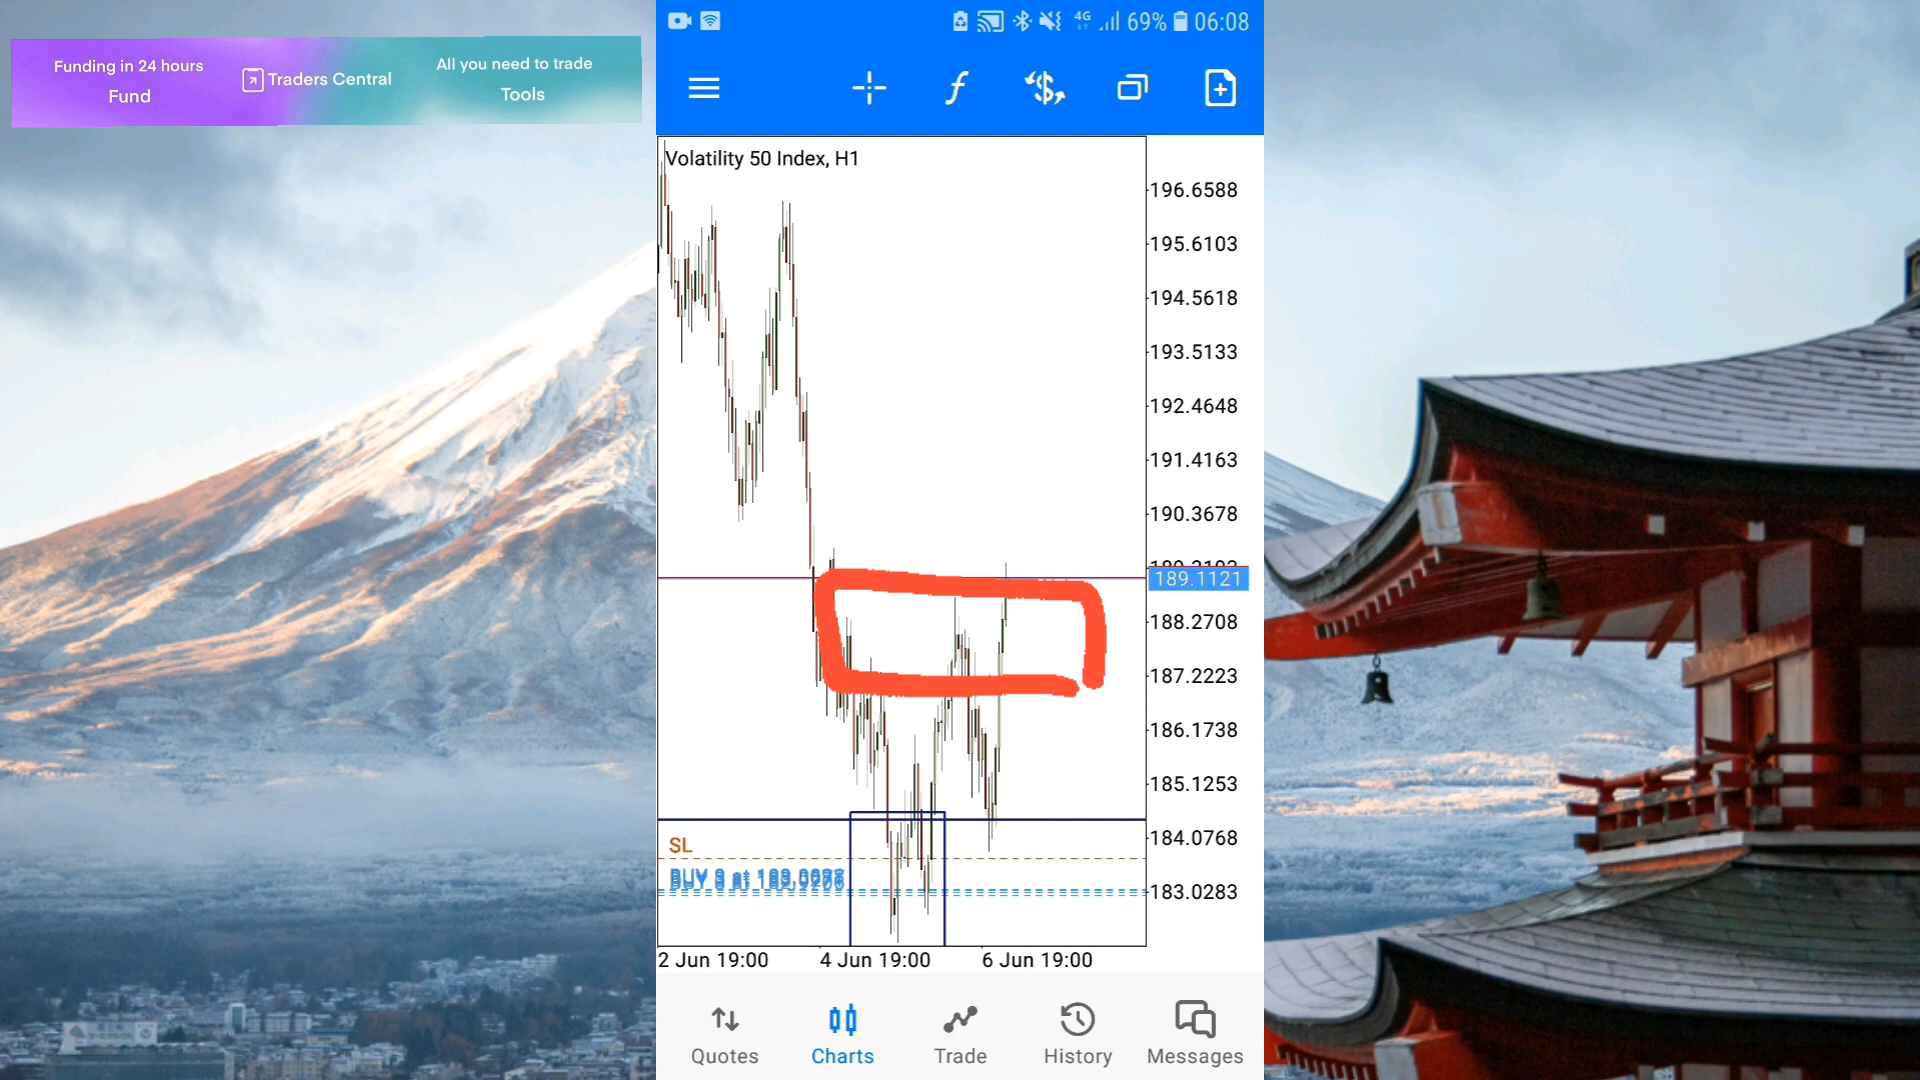 Funding in 24 hours
Fund
Traders Central
All you need to trade
Tools
4G
69%
06:08
Volatility 50 Index, H1
196.6588
195.6103
194.5618
193.5133
192.4648
191.4163
190.3678
189.1121
188.2708
187.2223
186.1738
185.1253
184.0768
183.0283
SL
2 Jun 19:00
4 Jun 19:00
6 Jun 19:00
Quotes
Charts
Trade
History
Messages